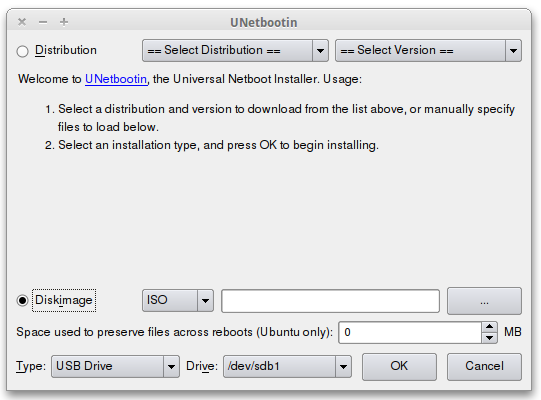 UNetbootin
Distribution == Select Distribution == == Select Version ==
Welcome to UNetbootin, the Universal Netboot Installer. Usage:
1. Select a distribution and version to download from the list above, or manually specify
files to load below.
2. Select an installation type, and press OK to begin installing.
Diskimage ISO ...
Space used to preserve files across reboots (Ubuntu only): 0 MB
Type: USB Drive Drive: /dev/sdb1 OK Cancel